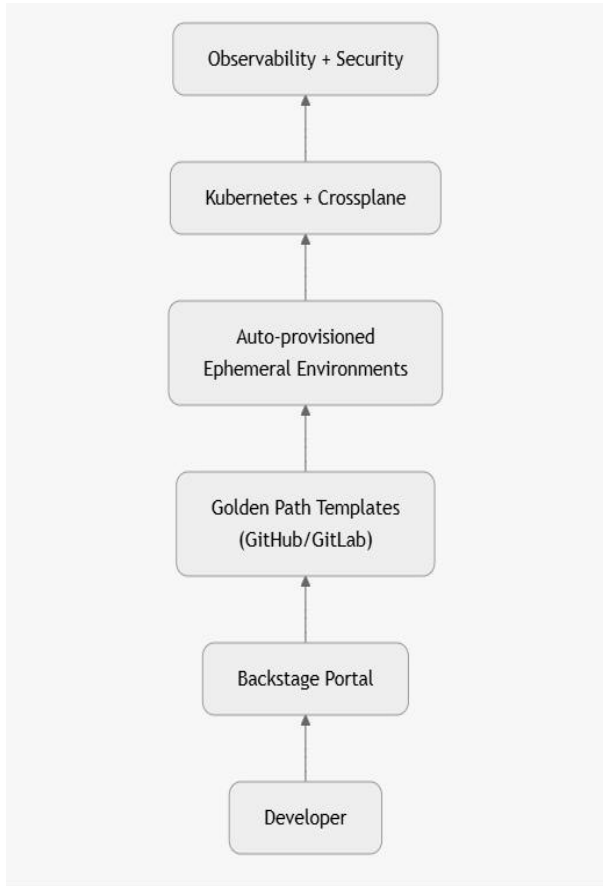 Observability + Security
Kubernetes + Crossplane
Auto-provisioned
Ephemeral Environments
Golden Path Templates
(GitHub/GitLab)
Backstage Portal
Developer